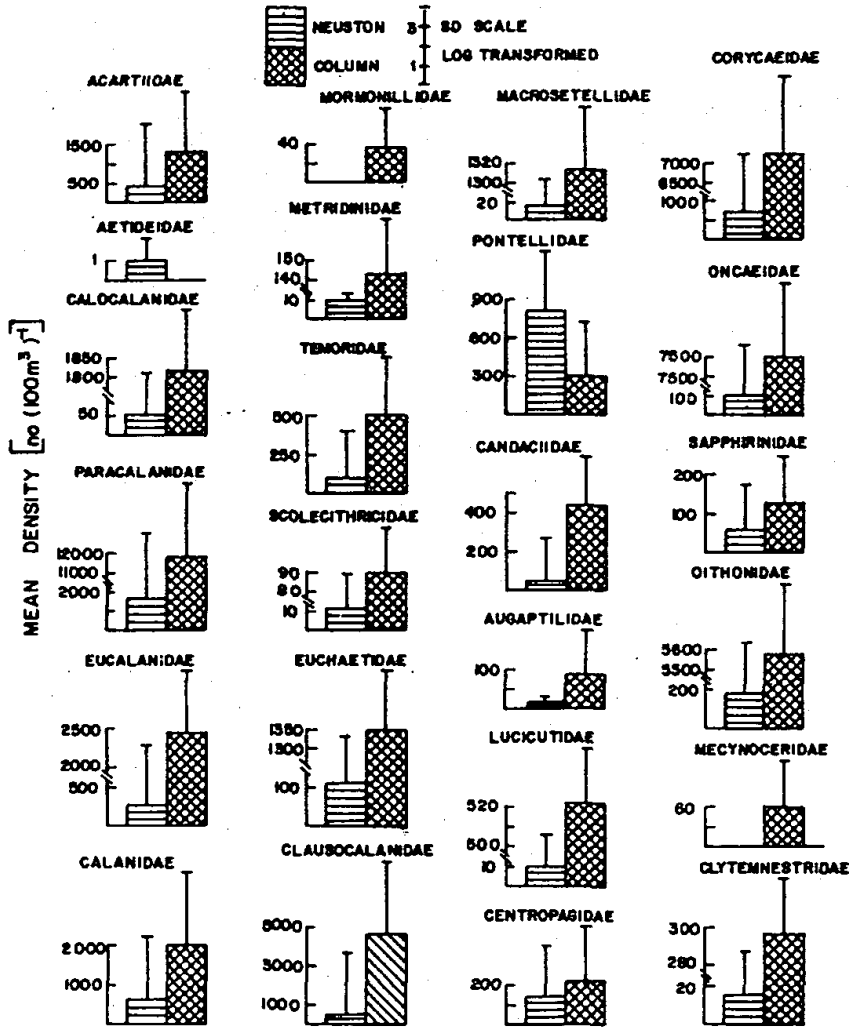 NEUSTON
COLUMN
3 SD SCALE
1 LOG TRANSFORMED
MEAN DENSITY [no (100m³)⁻¹]
ACARTIIDAE
1500
500
AETIDEIDAE
1
CALOCALANIDAE
1850
1800
50
PARACALANIDAE
12000
11000
2000
EUCALANIDAE
2500
2000
500
CALANIDAE
2000
1000
MORMONILLIDAE
40
METRIDINIDAE
150
140
10
TEMORIDAE
500
250
SCOLECITHRICIDAE
90
80
10
EUCHAETIDAE
1350
1300
100
CLAUSOCALANIDAE
5000
3000
1000
MACROSETELLIDAE
1320
1300
20
PONTELLIDAE
900
600
300
CANDACIIDAE
400
200
AUGAPTILIDAE
100
LUCICUTIDAE
520
500
10
CENTROPAGIDAE
200
CORYCAEIDAE
7000
6500
1000
ONCAEIDAE
7500
100
SAPPHIRINIDAE
200
100
OITHONIDAE
5600
5500
200
MECYNOCERIDAE
60
CLYTEMNESTRIDAE
300
280
20